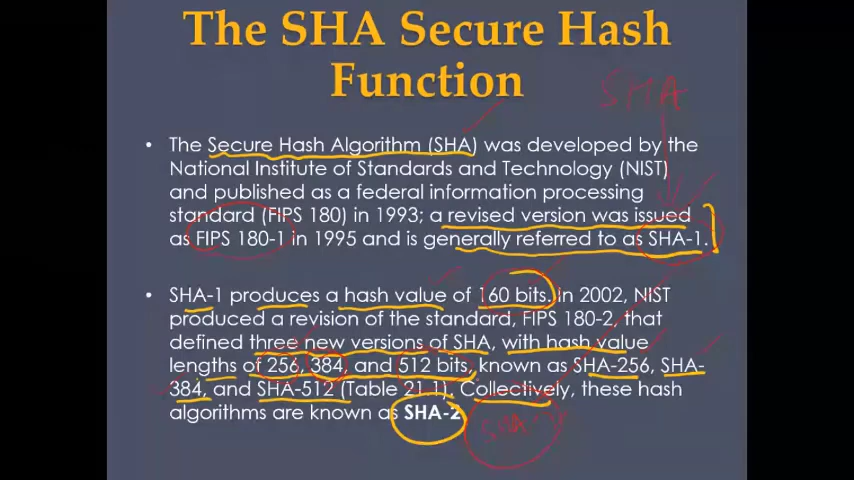 The SHA Secure Hash
Function
SHA
• The Secure Hash Algorithm (SHA) was developed by the
National Institute of Standards and Technology (NIST)
and published as a federal information processing
standard (FIPS 180) in 1993; a revised version was issued
as FIPS 180-1 in 1995 and is generally referred to as SHA-1.
• SHA-1 produces a hash value of 160 bits. In 2002, NIST
produced a revision of the standard, FIPS 180-2, that
defined three new versions of SHA, with hash value
lengths of 256, 384, and 512 bits, known as SHA-256, SHA-
384, and SHA-512 (Table 21.1). Collectively, these hash
algorithms are known as SHA-2
SHA